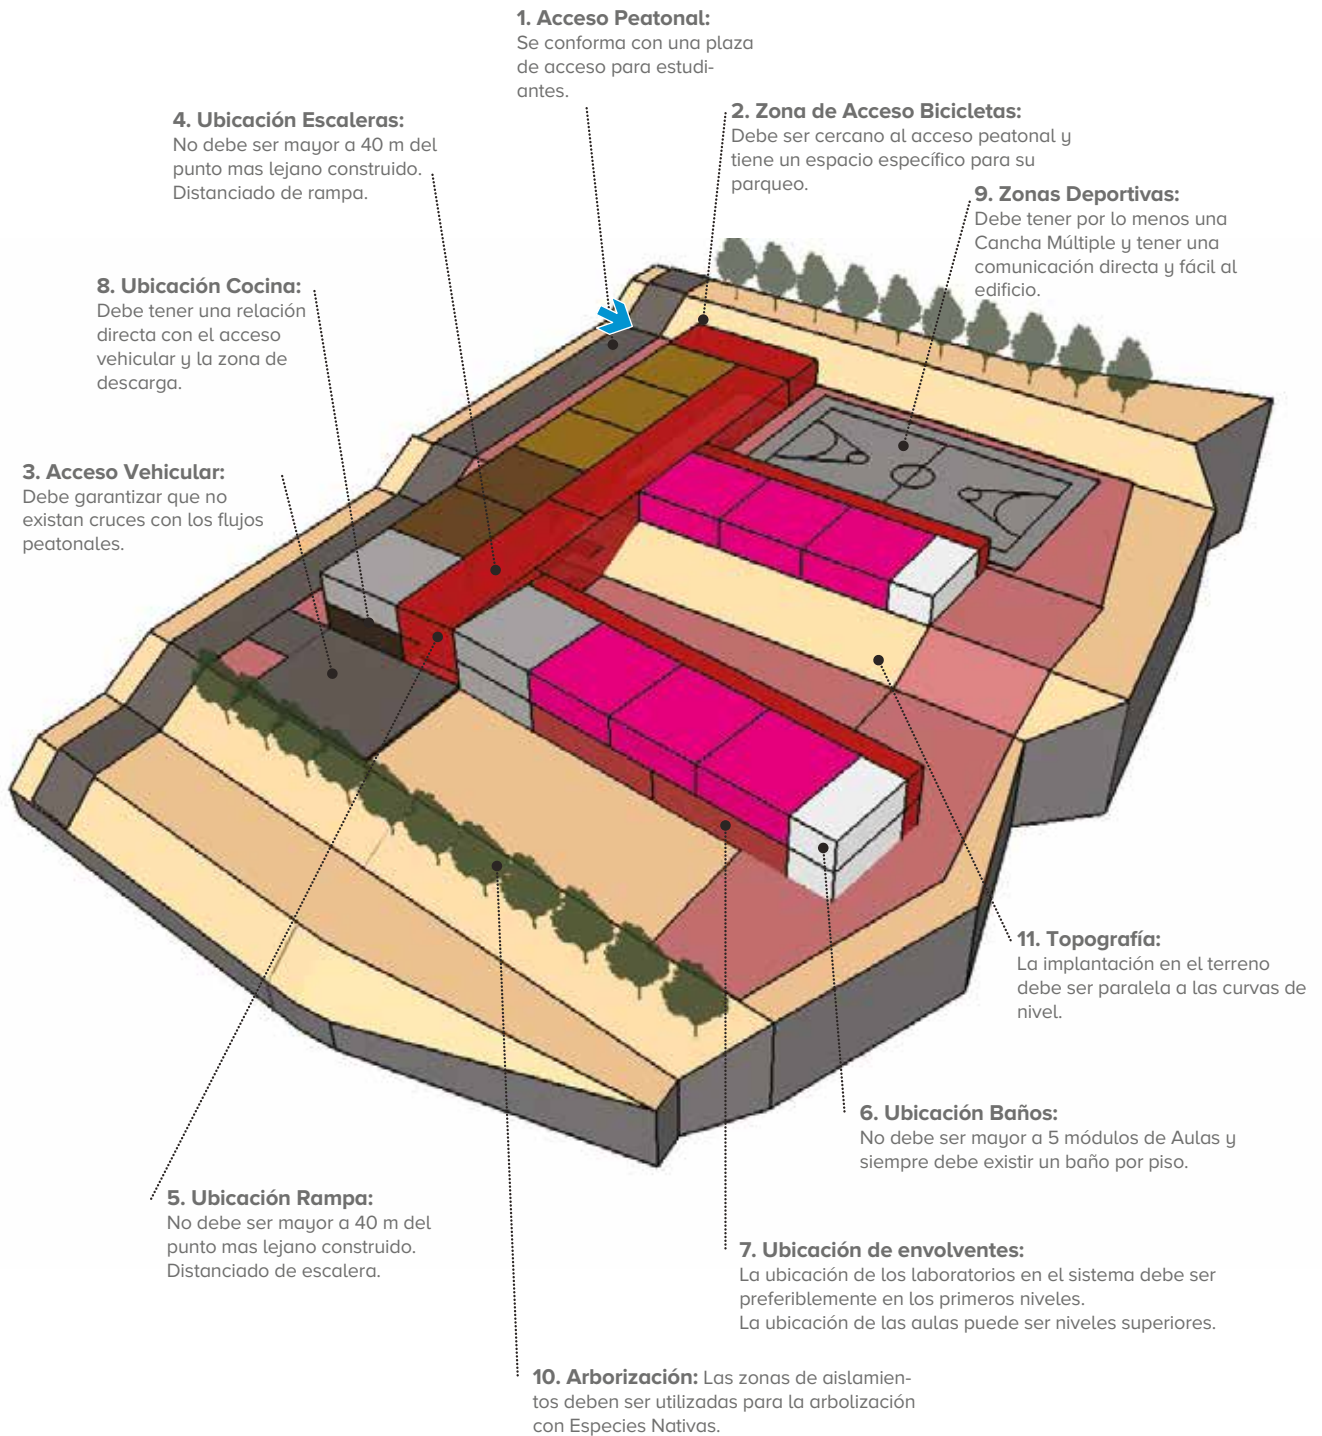 1. Acceso Peatonal:
Se conforma con una plaza
de acceso para estudi-
antes.
2. Zona de Acceso Bicicletas:
Debe ser cercano al acceso peatonal y
tiene un espacio específico para su
parqueo.
4. Ubicación Escaleras:
No debe ser mayor a 40 m del
punto mas lejano construido.
Distanciado de rampa.
9. Zonas Deportivas:
Debe tener por lo menos una
Cancha Múltiple y tener una
comunicación directa y fácil al
edificio.
8. Ubicación Cocina:
Debe tener una relación
directa con el acceso
vehicular y la zona de
descarga.
3. Acceso Vehicular:
Debe garantizar que no
existan cruces con los flujos
peatonales.
11. Topografía:
La implantación en el terreno
debe ser paralela a las curvas de
nivel.
6. Ubicación Baños:
No debe ser mayor a 5 módulos de Aulas y
siempre debe existir un baño por piso.
5. Ubicación Rampa:
No debe ser mayor a 40 m del
punto mas lejano construido.
Distanciado de escalera.
7. Ubicación de envolventes:
La ubicación de los laboratorios en el sistema debe ser
preferiblemente en los primeros niveles.
La ubicación de las aulas puede ser niveles superiores.
10. Arborización: Las zonas de aislamien-
tos deben ser utilizadas para la arbolización
con Especies Nativas.